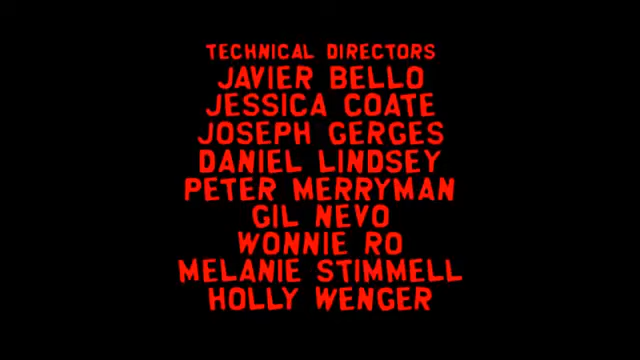 TECHNICAL DIRECTORS
JAVIER BELLO
JESSICA COATE
JOSEPH GERGES
DANIEL LINDSEY
PETER MERRYMAN
GIL NEVO
WONNIE RO
MELANIE STIMMELL
HOLLY WENGER